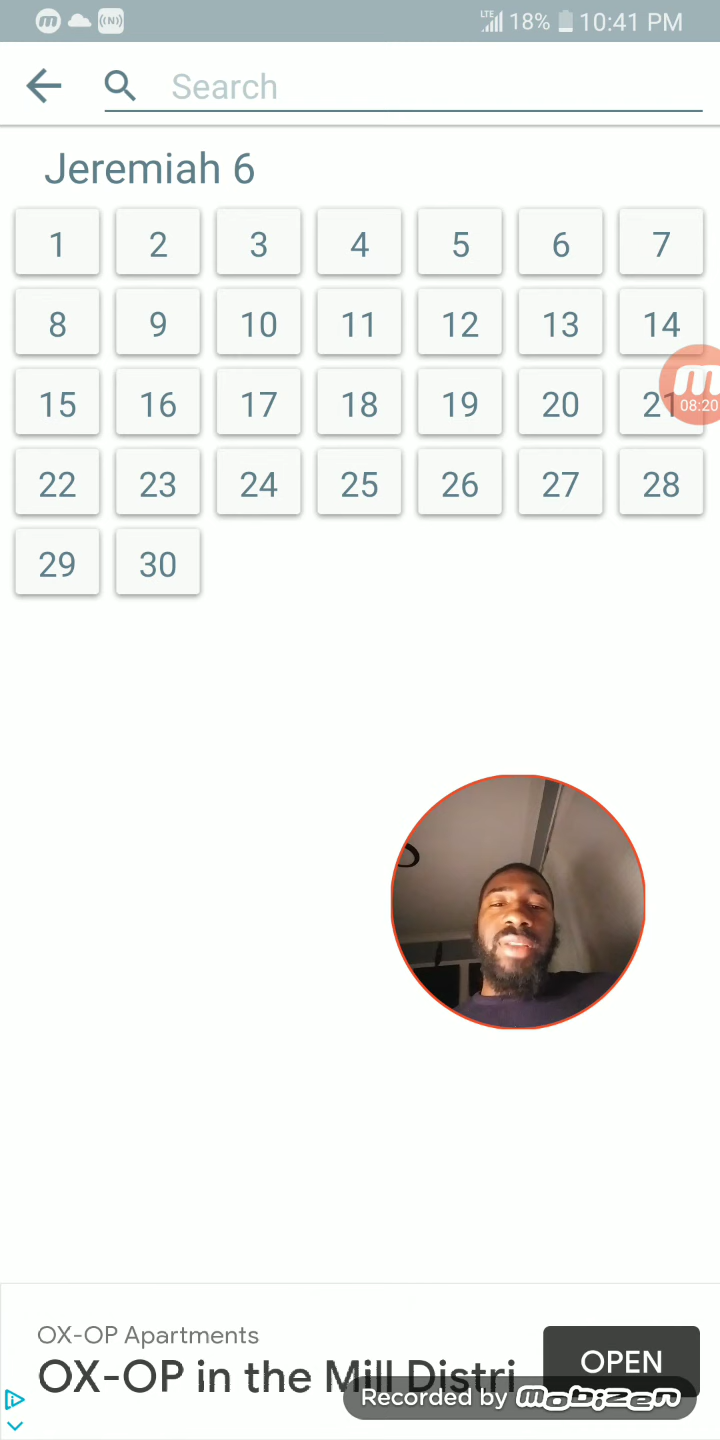 m (N) LTE 18% 10:41 PM
Search
Jeremiah 6
1 2 3 4 5 6 7
8 9 10 11 12 13 14
15 16 17 18 19 20 21
m
08:20
22 23 24 25 26 27 28
29 30
OX-OP Apartments
OX-OP in the Mill Distri
OPEN
Recorded by mobizen